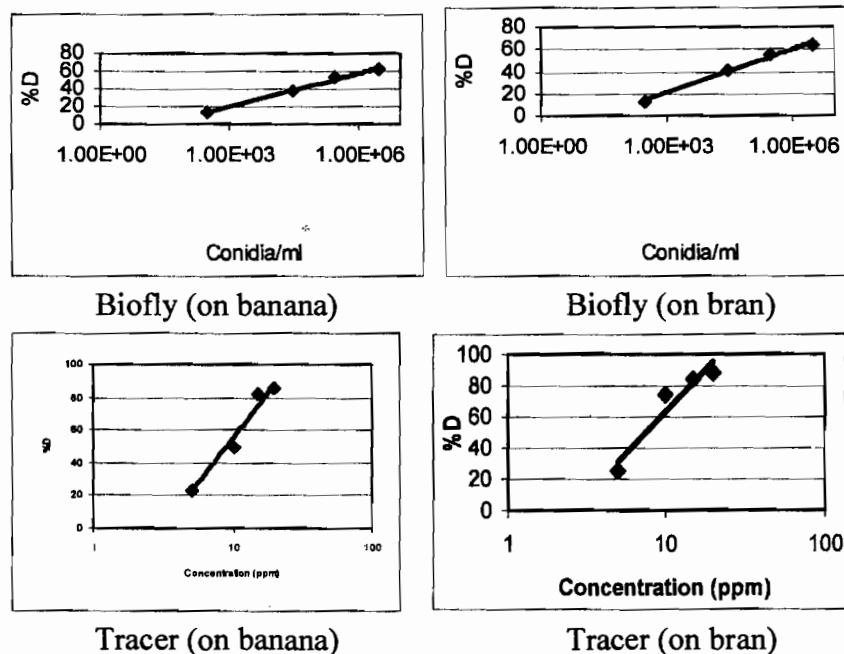 80
60
40
20
0
%D
1.00E+00 1.00E+03 1.00E+06
Conidia/ml
Biofly (on banana)
80
60
40
20
0
%D
1.00E+00 1.00E+03 1.00E+06
Conidia/ml
Biofly (on bran)
100
80
60
40
20
0
%D
1 10 100
Concentration (ppm)
Tracer (on banana)
100
80
60
40
20
0
%D
1 10 100
Concentration (ppm)
Tracer (on bran)